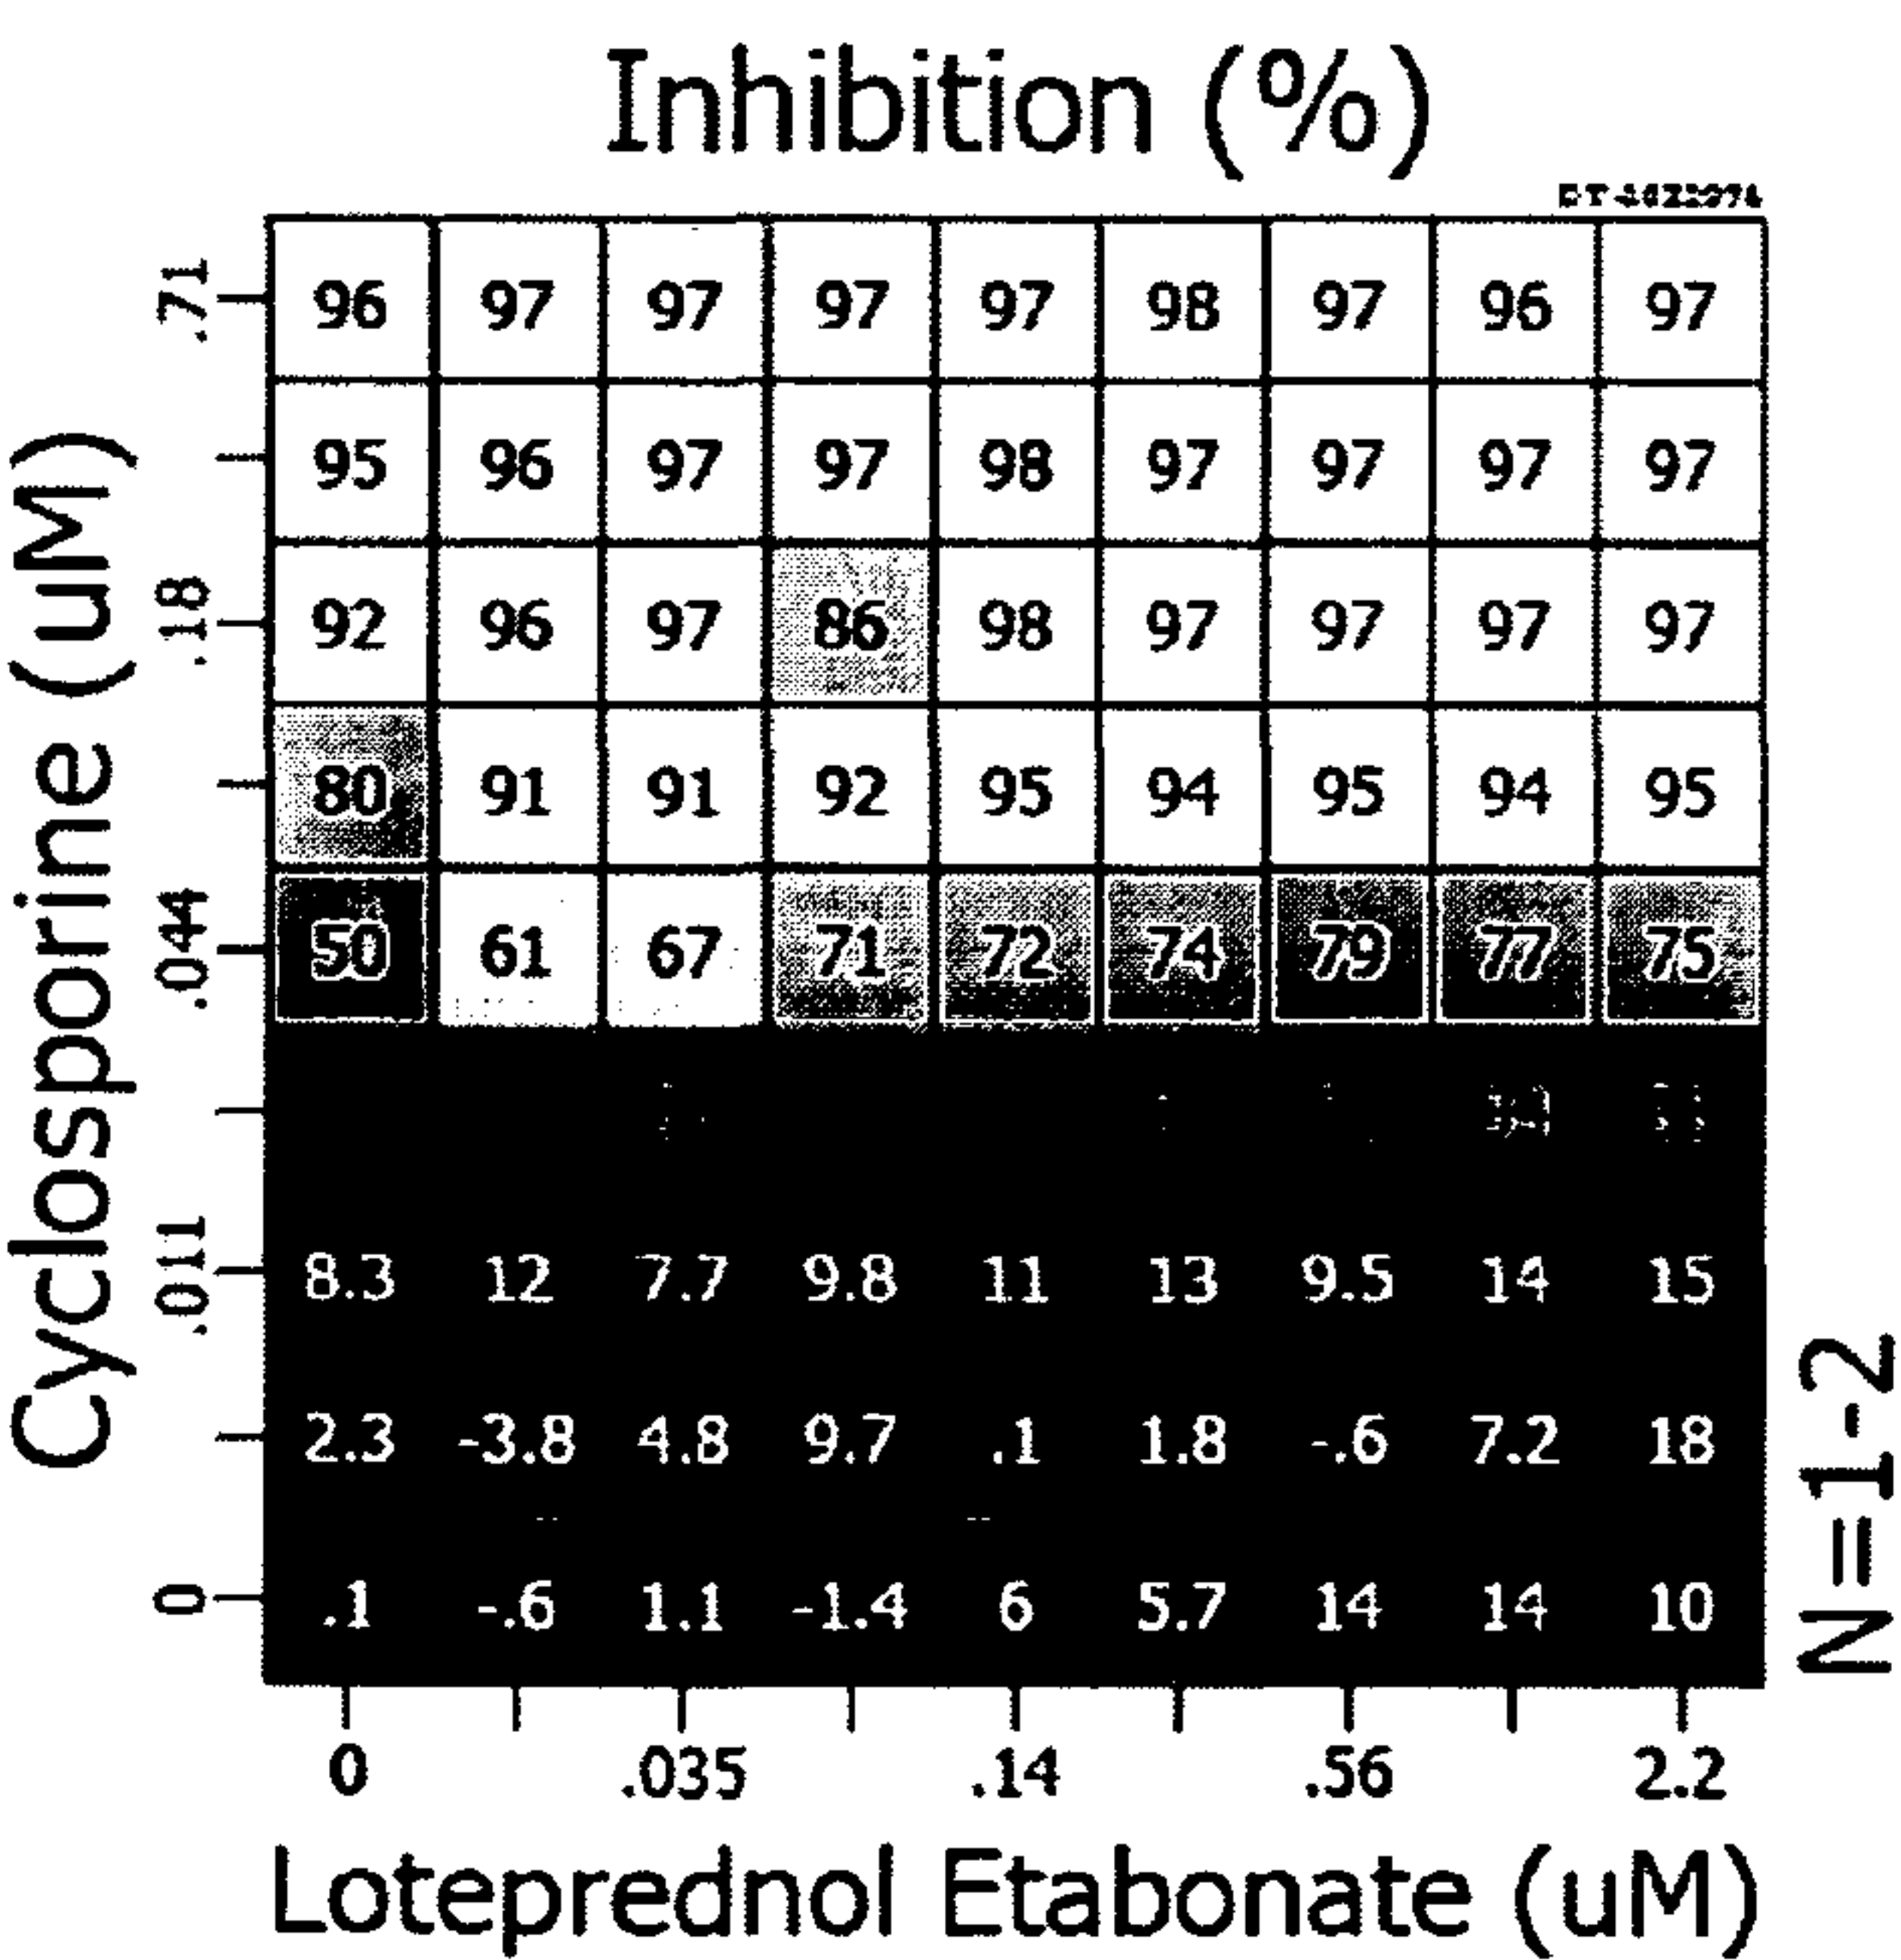 Inhibition (%)
.71 96 97 97 97 97 98 97 96 97
95 96 97 97 98 97 97 97 97
.18 92 96 97 86 98 97 97 97 97
80 91 91 92 95 94 95 94 95
.044 50 61 67 71 72 74 79 77 75
.011 8.3 12 7.7 9.8 11 13 9.5 14 15
2.3 -3.8 4.8 9.7 .1 1.8 -.6 7.2 18
0 .1 -.6 1.1 -1.4 6 5.7 14 14 10
0 .035 .14 .56 2.2
Loteprednol Etabonate (uM)
Cyclosporine (uM)
N=1-2